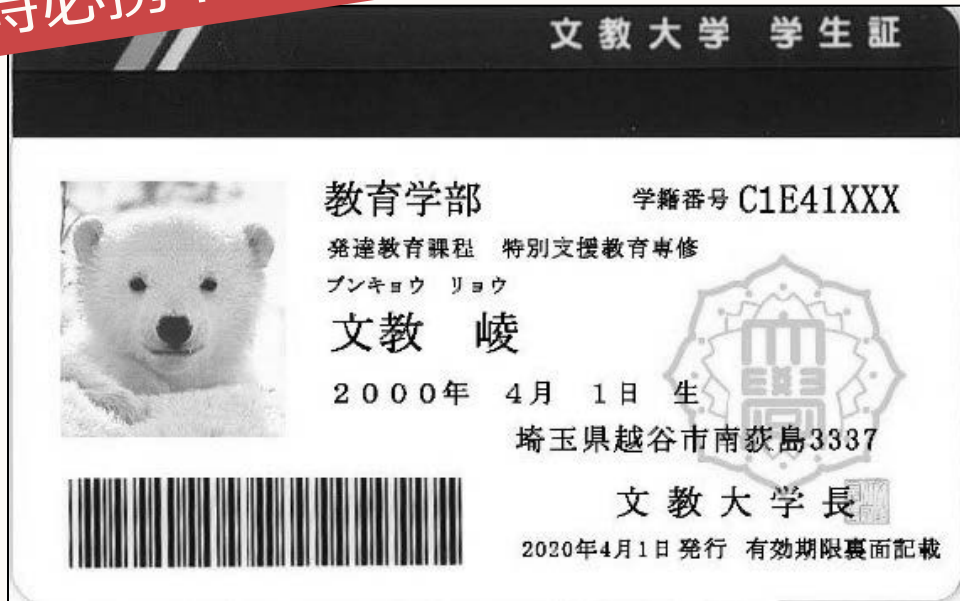 文教大学 学生証
教育学部
学籍番号 C1E41XXX
発達教育課程 特別支援教育専修
ブンキョウ リョウ
文教 崚
2000年 4月 1日 生
埼玉県越谷市南荻島3337
文教大学長
2020年4月1日発行 有効期限裏面記載